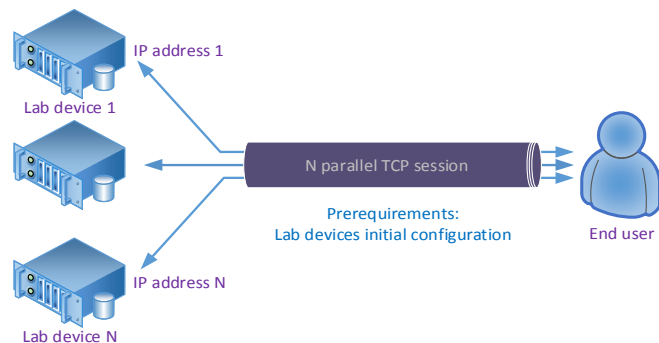 IP address 1
Lab device 1
N parallel TCP session
Prerequirements:
Lab devices initial configuration
End user
IP address N
Lab device N